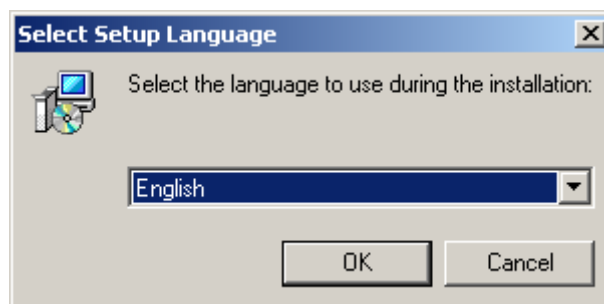 Select Setup Language
Select the language to use during the installation:
English
OK
Cancel